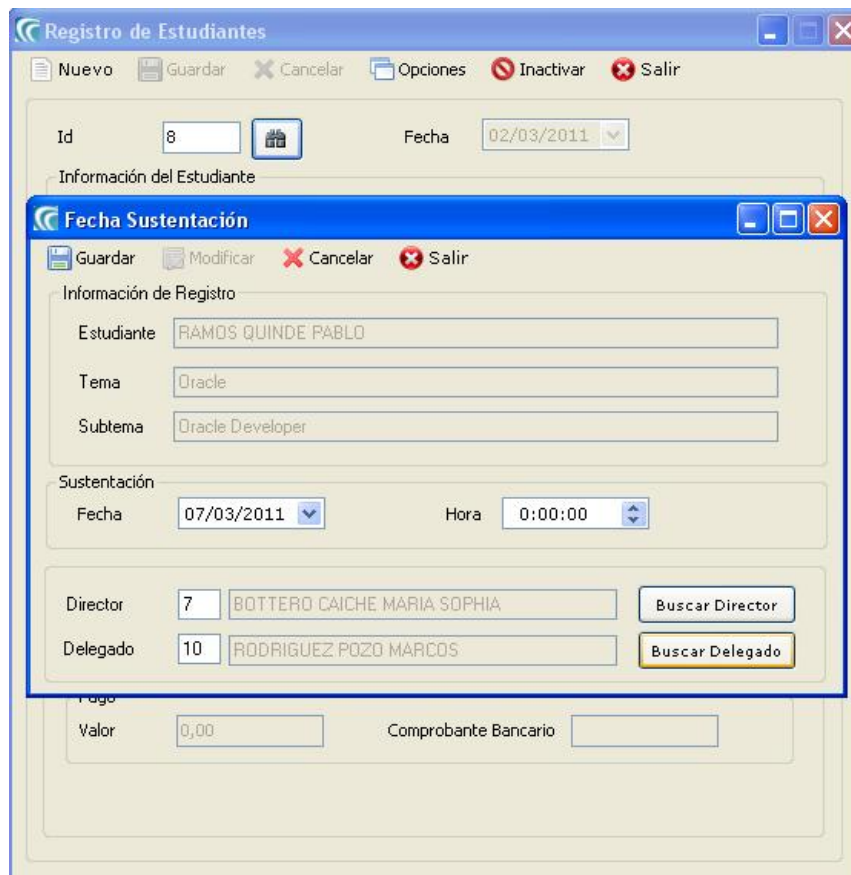 Registro de Estudiantes
Nuevo Guardar Cancelar Opciones Inactivar Salir
Id 8 Fecha 02/03/2011
Información del Estudiante
Fecha Sustentación
Guardar Modificar Cancelar Salir
Información de Registro
Estudiante RAMOS QUINDE PABLO
Tema Oracle
Subtema Oracle Developer
Sustentación
Fecha 07/03/2011 Hora 0:00:00
Director 7 BOTTERO CAICHE MARIA SOPHIA Buscar Director
Delegado 10 RODRIGUEZ POZO MARCOS Buscar Delegado
Pago
Valor 0,00 Comprobante Bancario